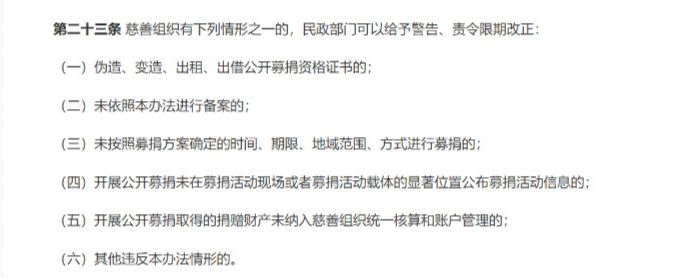 第二十三条 慈善组织有下列情形之一的，民政部门可以给予警告、责令限期改正：
（一）伪造、变造、出租、出借公开募捐资格证书的；
（二）未依照本办法进行备案的；
（三）未按照募捐方案确定的时间、期限、地域范围、方式进行募捐的；
（四）开展公开募捐未在募捐活动现场或者募捐活动载体的显著位置公布募捐活动信息的；
（五）开展公开募捐取得的捐赠财产未纳入慈善组织统一核算和账户管理的；
（六）其他违反本办法情形的。